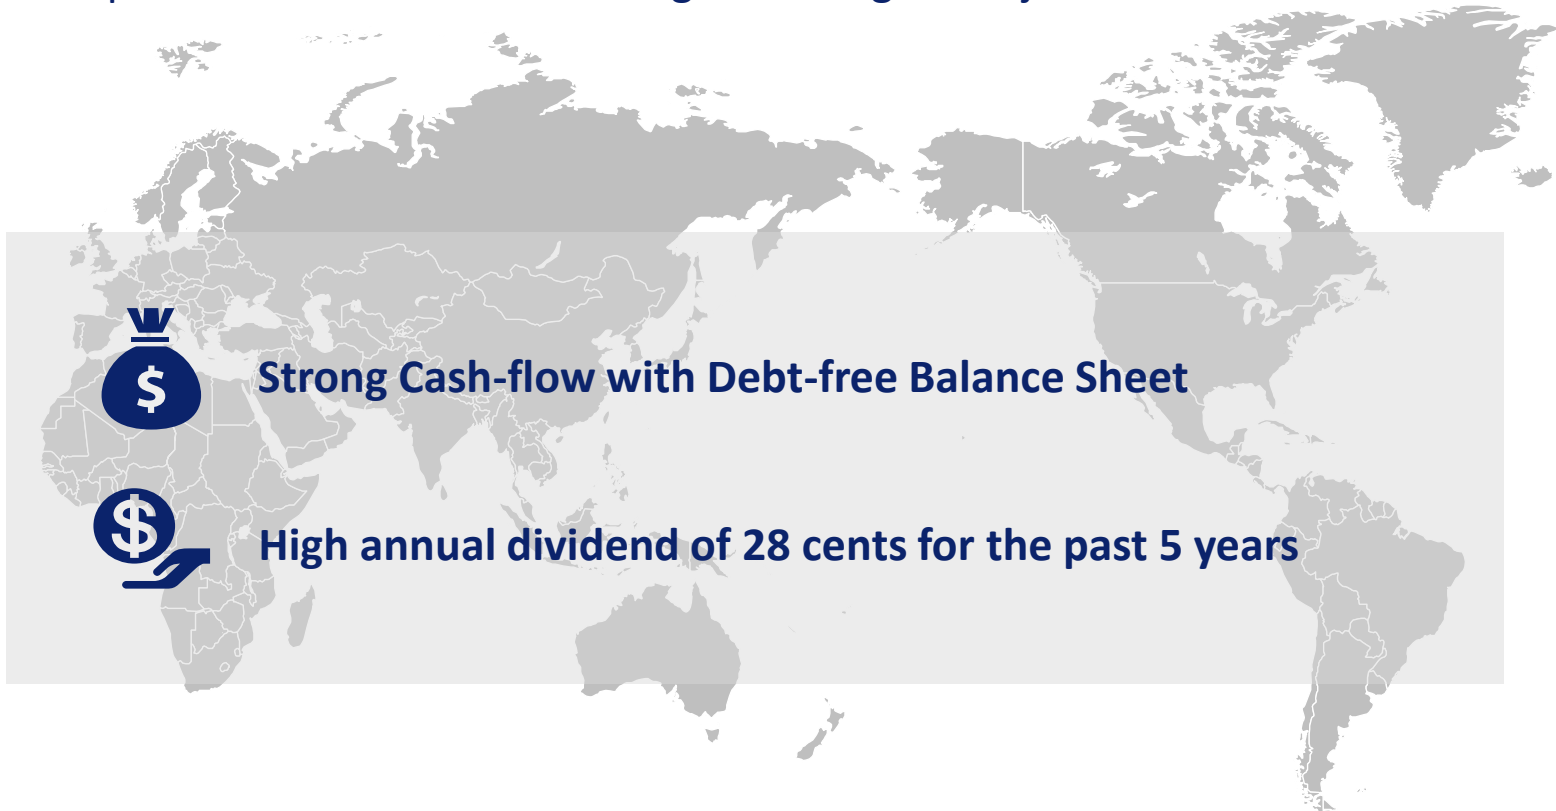 $
Strong Cash-flow with Debt-free Balance Sheet
$
High annual dividend of 28 cents for the past 5 years